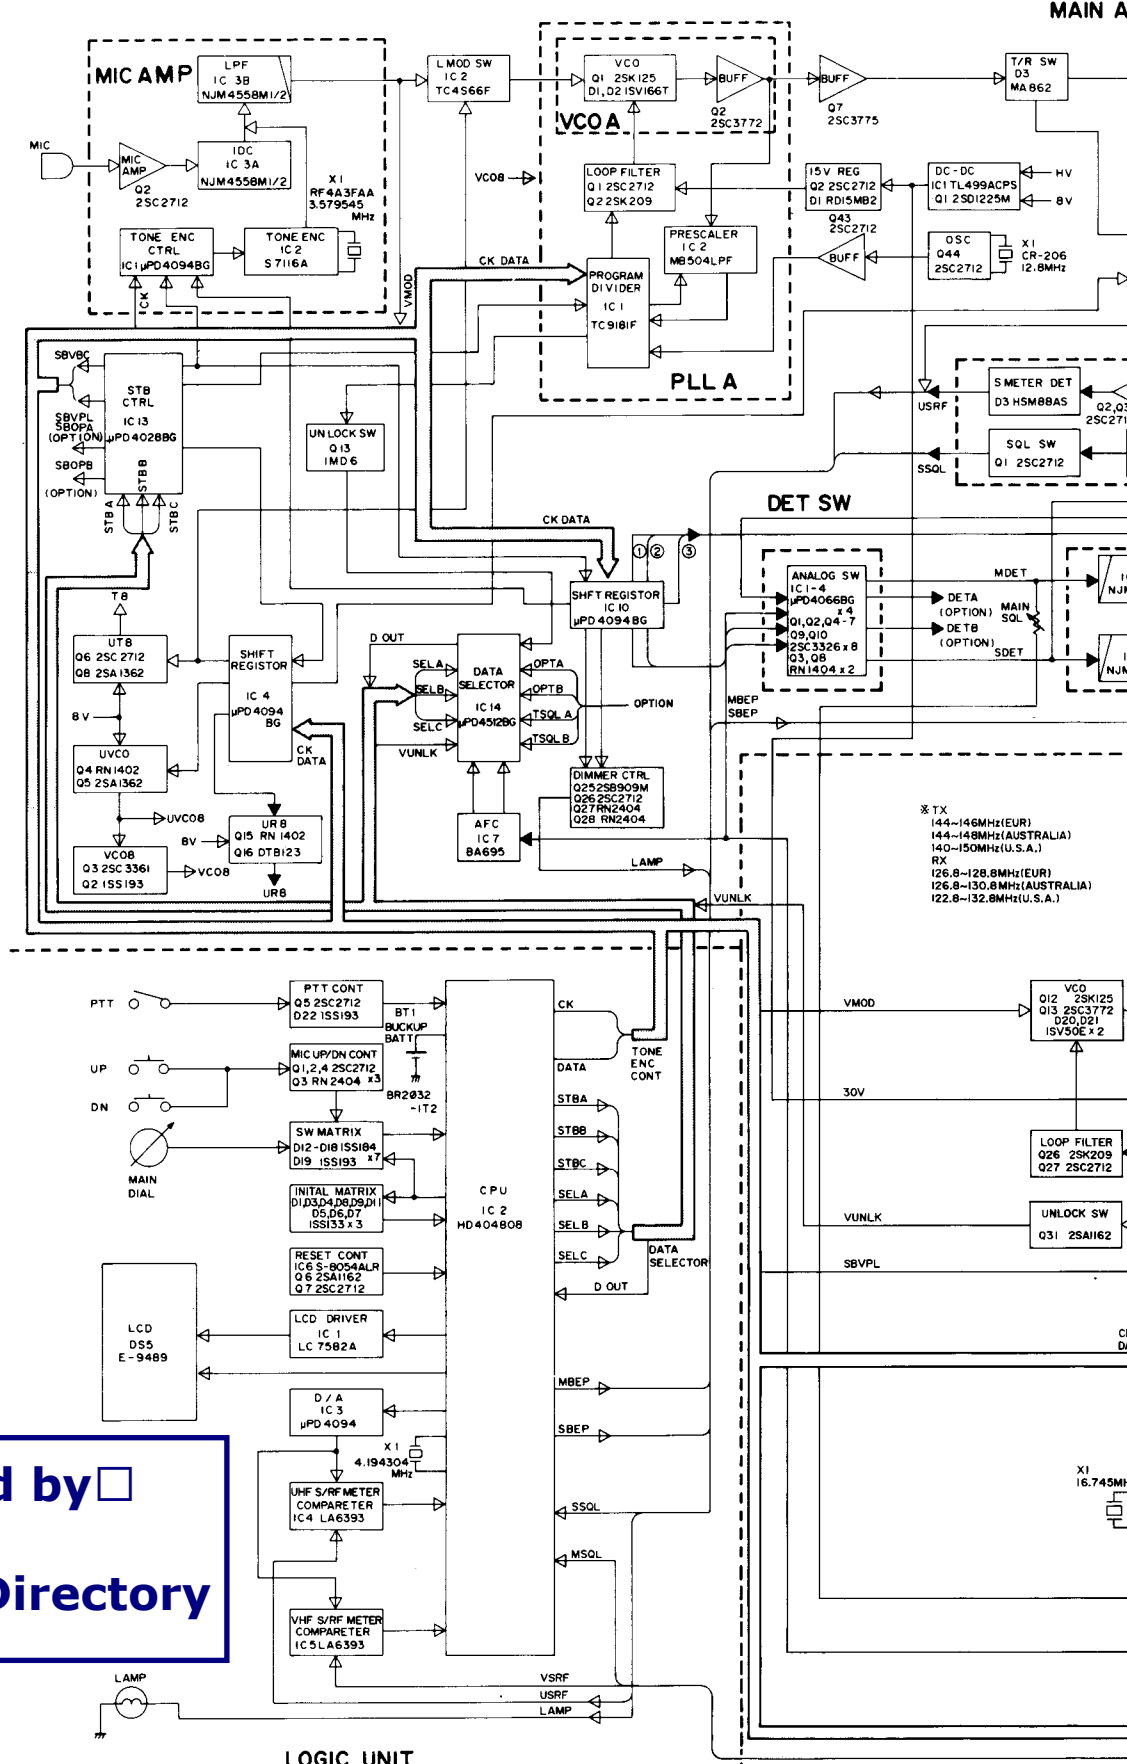 MAIN A
MIC AMP
LPF
IC 3B
NJM4558M1/2
L MOD SW
IC 2
TC4S66F
VCO
Q1 2SK125
D1,D2 1SV166T
BUFF
Q2
2SC3772
VCO A
BUFF
Q7
2SC3775
T/R SW
D3
MA862
MIC
MIC
AMP
Q2
2SC2712
IDC
IC 3A
NJM4558M1/2
X1
RF4A3FAA
3.579545
MHz
TONE ENC
CTRL
IC1 μPD4094BG
TONE ENC
IC 2
S7116A
CK
VMOD
VCO8
LOOP FILTER
Q1 2SC2712
Q2 2SK209
PRESCALER
IC 2
MB504LPF
CK DATA
PROGRAM
DIVIDER
IC 1
TC9181F
PLL A
15V REG
Q2 2SC2712
D1 RD15MB2
Q43
2SC2712
BUFF
DC-DC
IC1 TL499ACPS
Q1 2SD1225M
HV
8V
OSC
Q44
2SC2712
X1
CR-206
12.8MHz
SBVBC
SBVPL
SBOPA
(OPTION)
SBOPB
(OPTION)
STB
CTRL
IC13
μPD4028BG
STBA
STBB
STBC
UNLOCK SW
Q13
IMD6
USRF
S METER DET
D3 HSM88AS
Q2,Q3
2SC271
SSQL
SQL SW
Q1 2SC2712
DET SW
CK DATA
1 2 3
SHFT REGISTOR
IC10
μPD4094BG
ANALOG SW
IC1-4
μPD4066BG
x4
Q1,Q2,Q4-7
Q9,Q10
2SC3326x8
Q3,Q8
RN1404x2
MDET
DETA
(OPTION)
DETB
(OPTION)
MAIN
SQL
SDET
NJM
NJM
T8
UT8
Q6 2SC2712
Q8 2SA1362
SHIFT
REGISTOR
IC 4
μPD4094
BG
D OUT
SELA
SELB
SELC
VUNLK
DATA
SELECTOR
IC14
μPD4512BG
OPTA
OPTB
TSQLA
TSQLB
OPTION
MBEP
SBEP
8V
UVCO
Q4 RN1402
Q5 2SA1362
CK
DATA
DIMMER CTRL
Q25 2SB909M
Q26 2SC2712
Q27 RN2404
Q28 RN2404
UVCO8
8V
UR8
Q15 RN1402
Q16 DTB123
UR8
AFC
IC7
BA695
VCO8
Q3 2SC3361
Q2 1SS193
VCO8
LAMP
VUNLK
※TX
144~146MHz(EUR)
144~148MHz(AUSTRALIA)
140~150MHz(U.S.A.)
RX
126.8~128.8MHz(EUR)
126.8~130.8MHz(AUSTRALIA)
122.8~132.8MHz(U.S.A.)
PTT
PTT CONT
Q5 2SC2712
D22 1SS193
BT1
BUCKUP
BATT
BR2032
-1T2
UP
DN
MIC UP/DN CONT
Q1,2,4 2SC2712
Q3 RN2404 x3
MAIN
DIAL
SW MATRIX
D12-D18 1SS184
D19 1SS193 x7
INITAL MATRIX
D1,D3,D4,D8,D9,D11
D5,D6,D7
1SS133x3
RESET CONT
IC6 S-8054ALR
Q6 2SA1162
Q7 2SC2712
LCD DRIVER
IC 1
LC7582A
LCD
DS5
E-9489
D/A
IC3
μPD4094
X1
4.194304
MHz
UHF S/RF METER
COMPARETER
IC4 LA6393
VHF S/RF METER
COMPARETER
IC5 LA6393
CPU
IC 2
HD404808
CK
DATA
TONE
ENC
CONT
STBA
STBB
STBC
SELA
SELB
SELC
DATA
SELECTOR
D OUT
MBEP
SBEP
SSQL
MSQL
VSRF
USRF
LAMP
VMOD
VCO
Q12 2SK125
Q13 2SC3772
D20,D21
1SV50Ex2
30V
LOOP FILTER
Q26 2SK209
Q27 2SC2712
VUNLK
UNLOCK SW
Q31 2SA1162
SBVPL
X1
16.745MH
d by□
Directory
LAMP
LOGIC UNIT